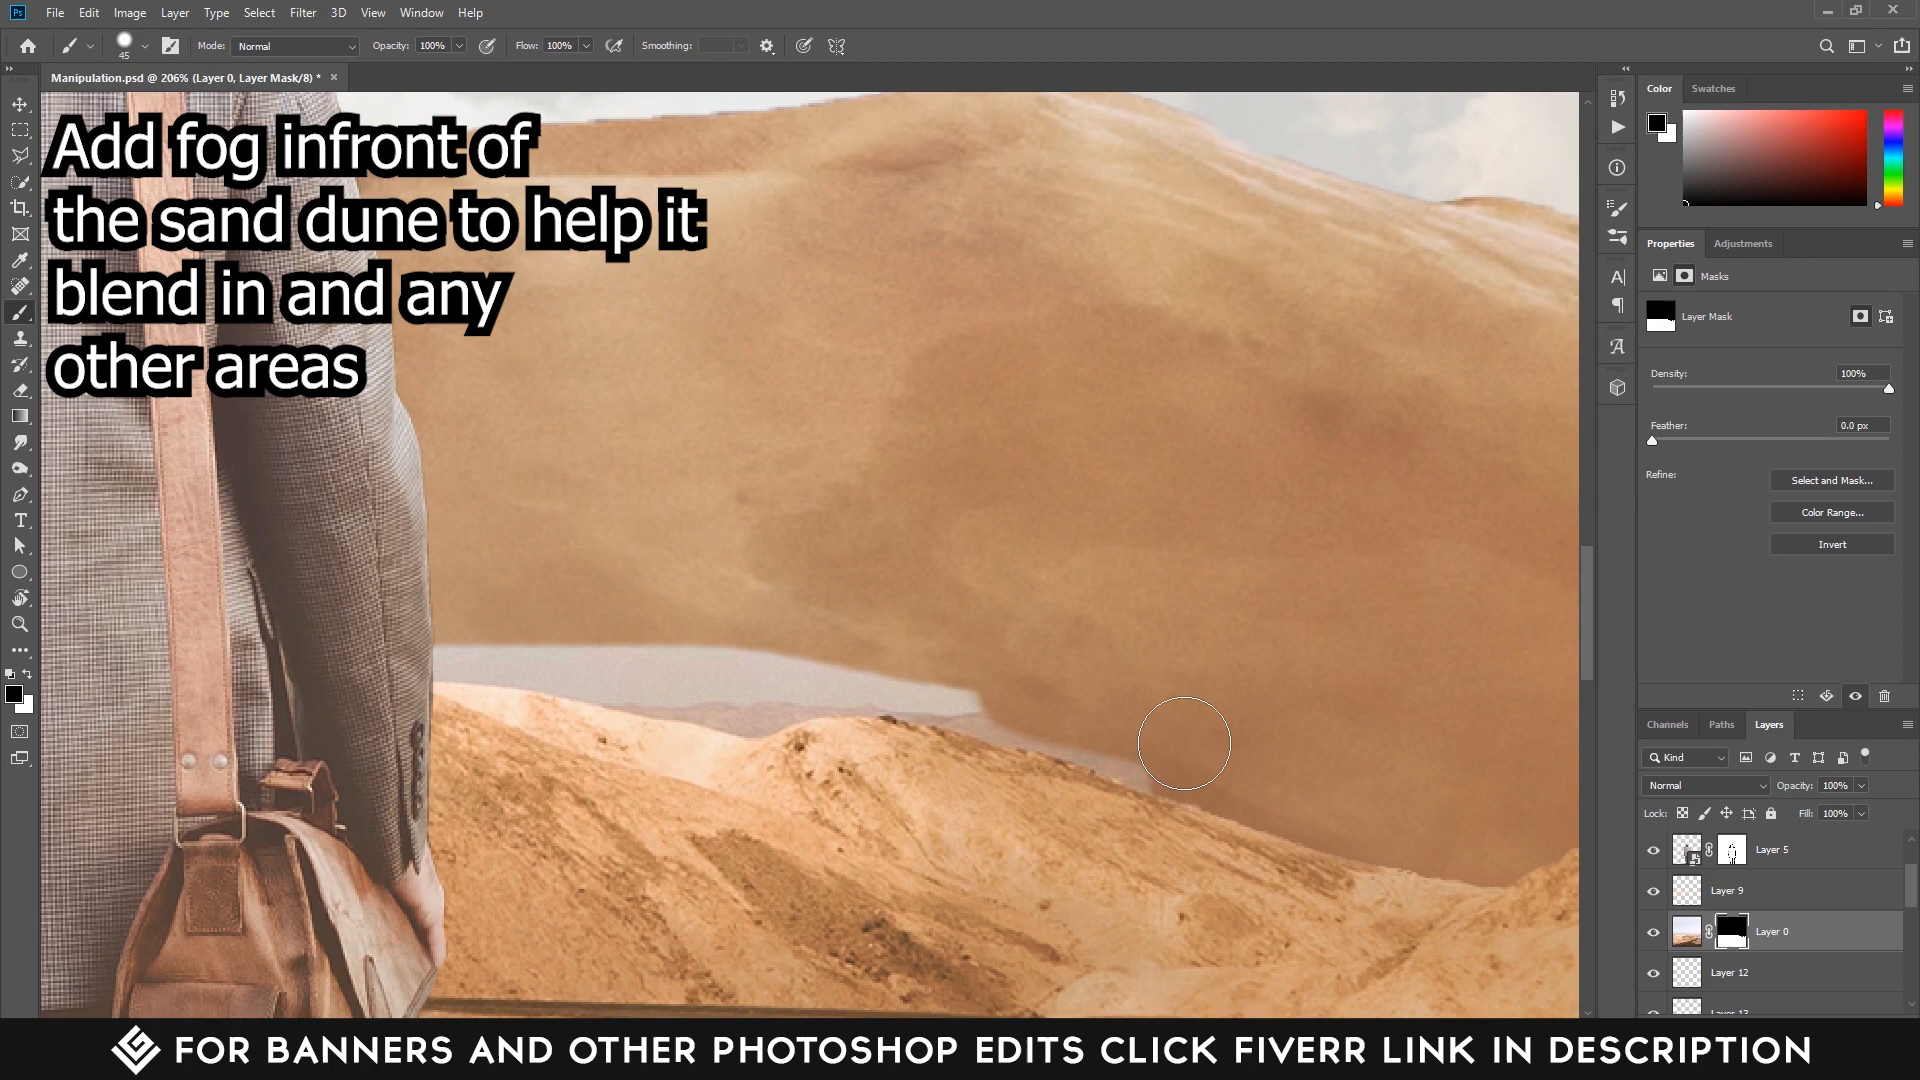 File Edit Image Layer Type Select Filter 3D View Window Help
45 Mode: Normal Opacity: 100% Flow: 100% Smoothing:
Manipulation.psd @ 206% (Layer 0, Layer Mask/8) *
Add fog infront of
the sand dune to help it
blend in and any
other areas
Color Swatches
Properties Adjustments
Masks
Layer Mask
Density: 100%
Feather: 0.0 px
Refine: Select and Mask...
Color Range...
Invert
Channels Paths Layers
Kind
Normal Opacity: 100%
Lock: Fill: 100%
Layer 5
Layer 9
Layer 0
Layer 12
Layer 13
FOR BANNERS AND OTHER PHOTOSHOP EDITS CLICK FIVERR LINK IN DESCRIPTION